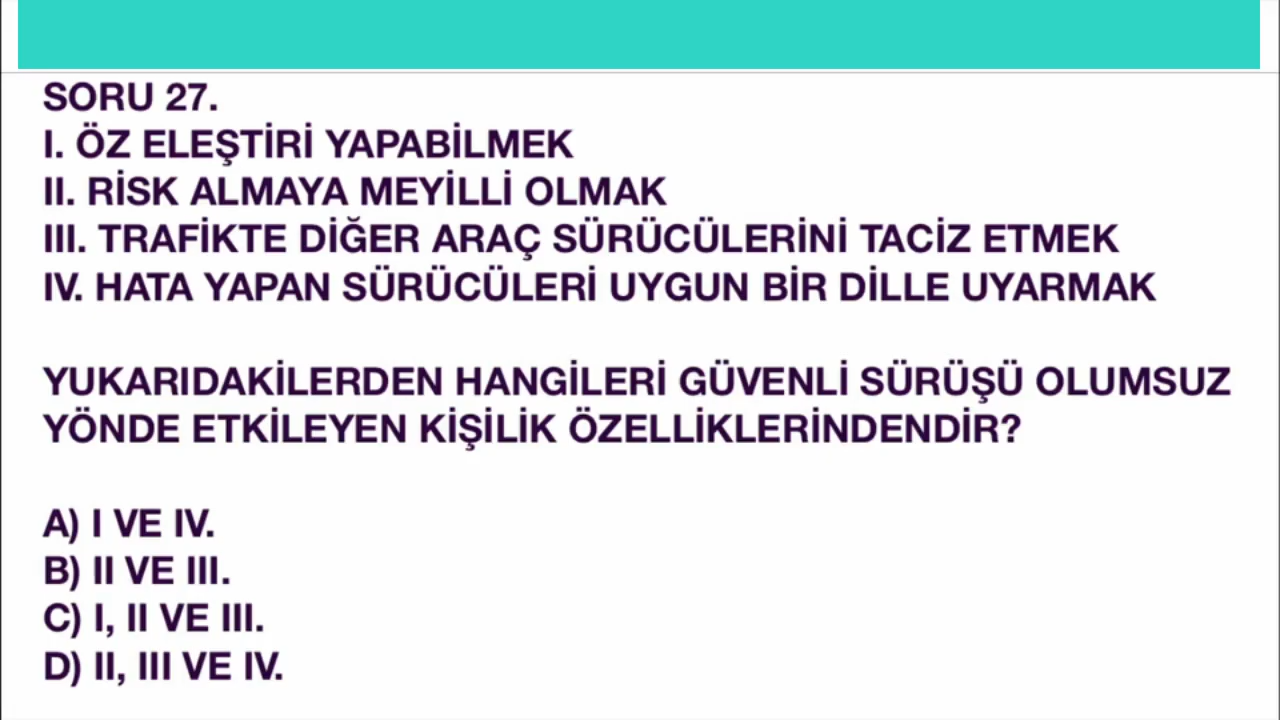 SORU 27.
I. ÖZ ELEŞTİRİ YAPABİLMEK
II. RİSK ALMAYA MEYİLLİ OLMAK
III. TRAFİKTE DİĞER ARAÇ SÜRÜCÜLERİNİ TACİZ ETMEK
IV. HATA YAPAN SÜRÜCÜLERİ UYGUN BİR DİLLE UYARMAK
YUKARIDAKİLERDEN HANGİLERİ GÜVENLİ SÜRÜŞÜ OLUMSUZ
YÖNDE ETKİLEYEN KİŞİLİK ÖZELLİKLERİNDENDİR?
A) I VE IV.
B) II VE III.
C) I, II VE III.
D) II, III VE IV.